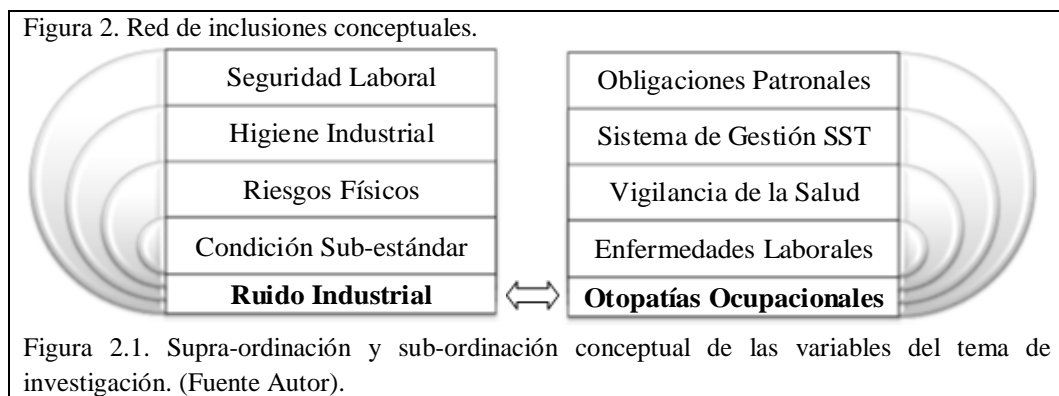 Figura 2. Red de inclusiones conceptuales.
Seguridad Laboral
Higiene Industrial
Riesgos Físicos
Condición Sub-estándar
Ruido Industrial
Obligaciones Patronales
Sistema de Gestión SST
Vigilancia de la Salud
Enfermedades Laborales
Otopatías Ocupacionales
Figura 2.1. Supra-ordinación y sub-ordinación conceptual de las variables del tema de
investigación. (Fuente Autor).